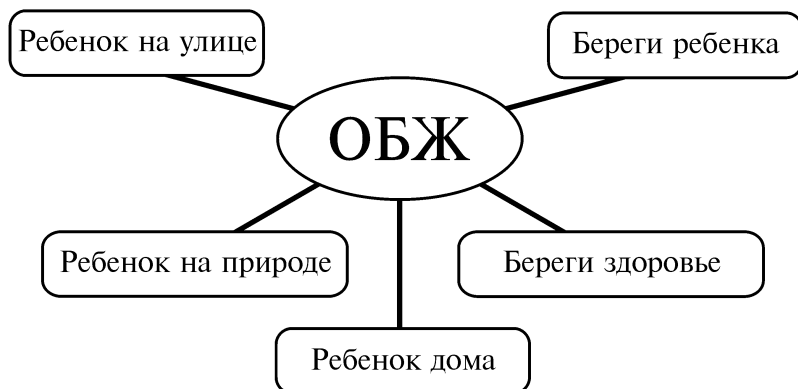 Ребенок на улице
Береги ребенка
ОБЖ
Ребенок на природе
Береги здоровье
Ребенок дома